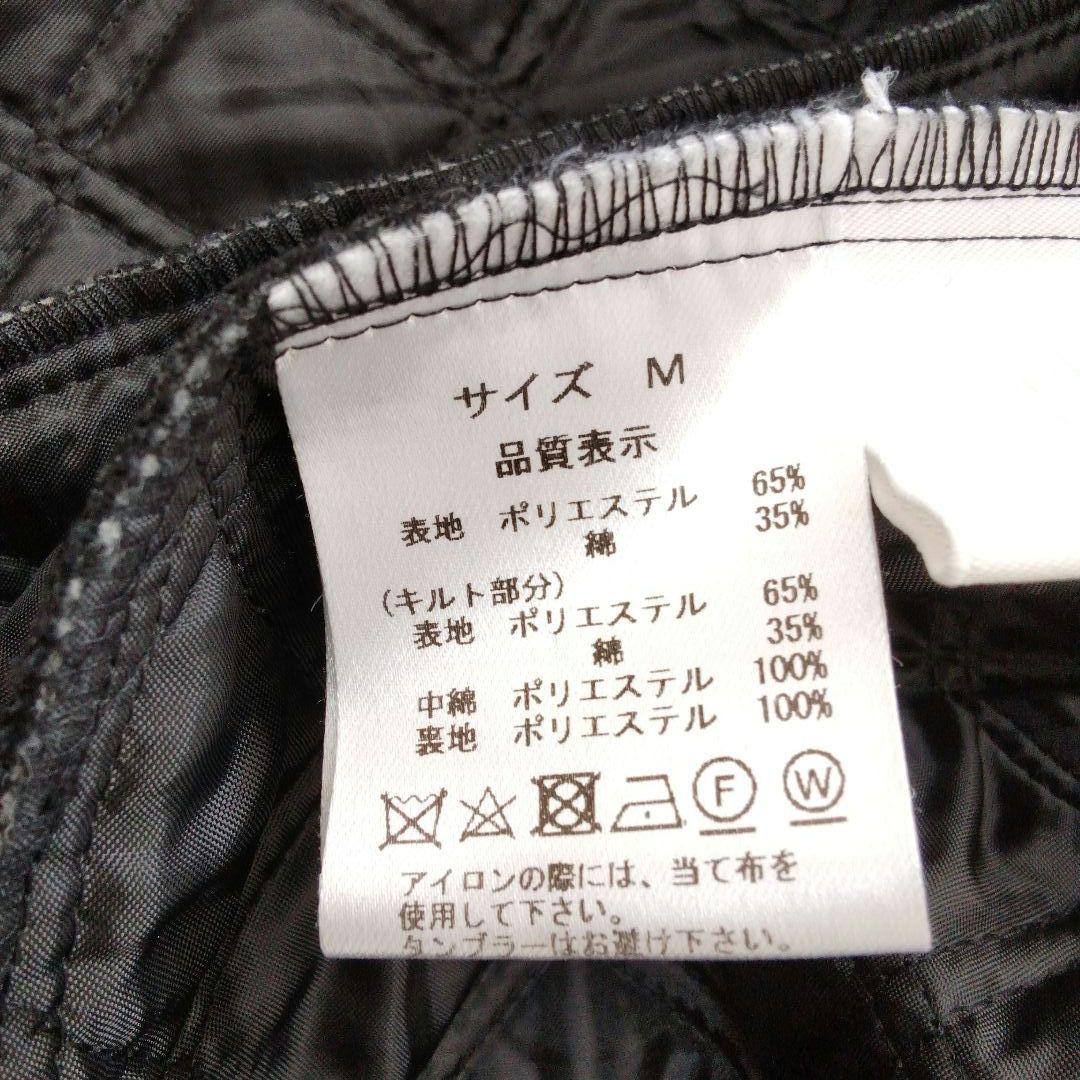 サイズ M
品質表示
表地 ポリエステル 65%
綿 35%
(キルト部分)
表地 ポリエステル 65%
綿 35%
中綿 ポリエステル 100%
裏地 ポリエステル 100%
F W
アイロンの際には、当て布を
使用して下さい。
タンブラーはお避け下さい。